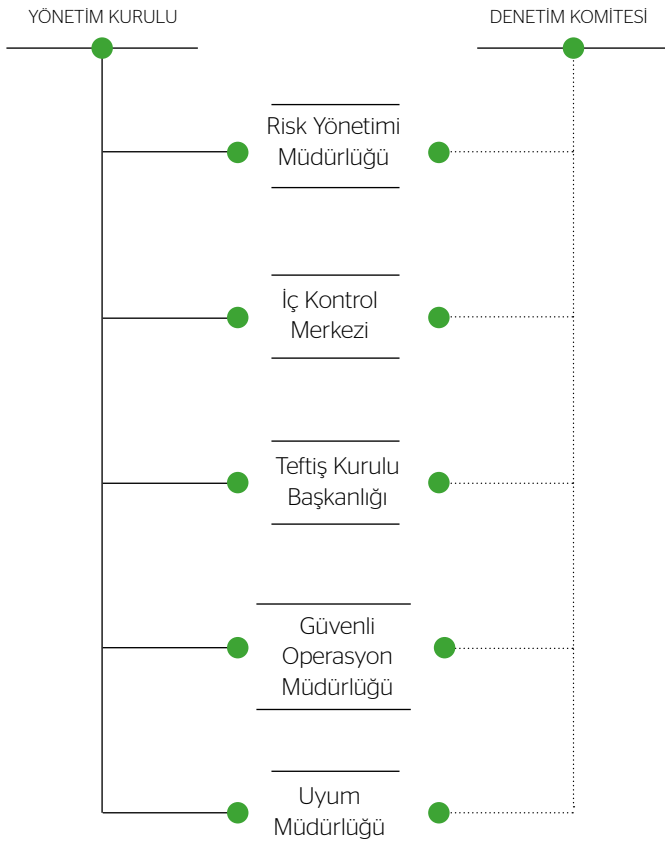 YÖNETİM KURULU
DENETİM KOMİTESİ
Risk Yönetimi
Müdürlüğü
İç Kontrol
Merkezi
Teftiş Kurulu
Başkanlığı
Güvenli
Operasyon
Müdürlüğü
Uyum
Müdürlüğü